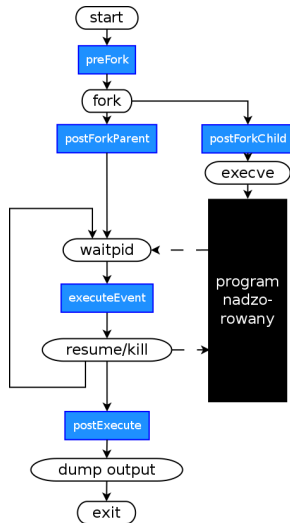 start
preFork
fork
postForkParent
postForkChild
execve
waitpid
program
nadzo-
rowany
executeEvent
resume/kill
postExecute
dump output
exit